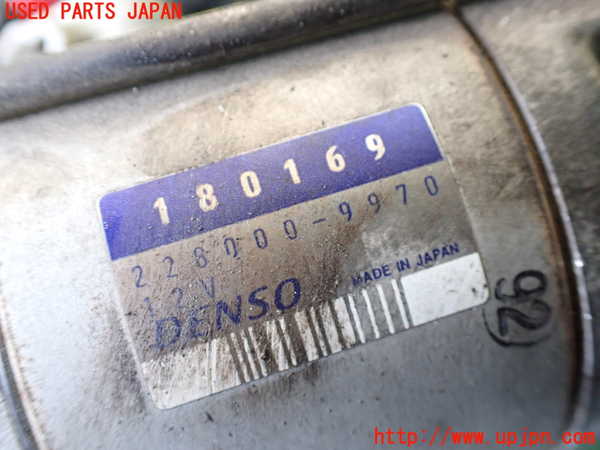 USED PARTS JAPAN
180169
228000-9970
12V
DENSO
MADE IN JAPAN
92
http://www.upjpn.com